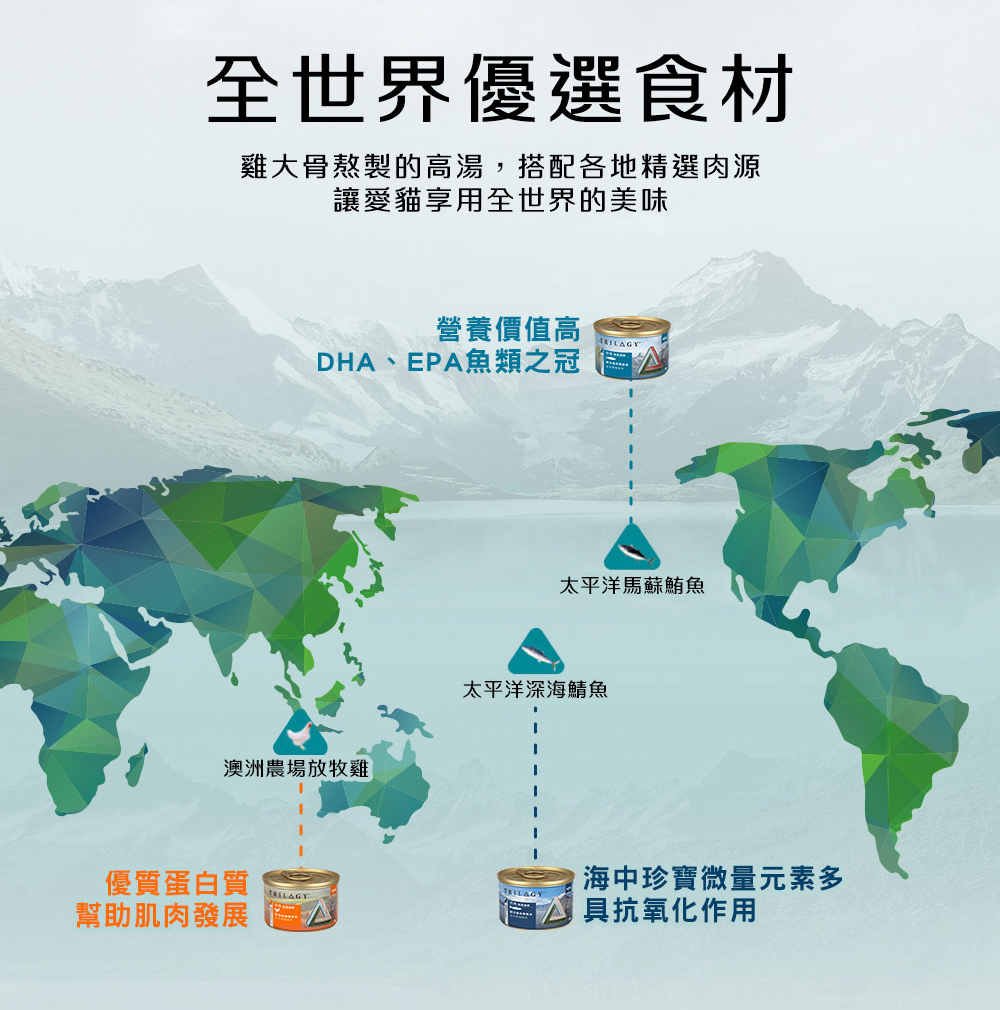 全世界優選食材
雞大骨熬製的高湯，搭配各地精選肉源
讓愛貓享用全世界的美味
營養價值高
DHA、EPA魚類之冠
TRILAGY
太平洋馬蘇鮪魚
太平洋深海鯖魚
澳洲農場放牧雞
優質蛋白質
幫助肌肉發展
TRILAGY
TRILAGY
海中珍寶微量元素多
具抗氧化作用